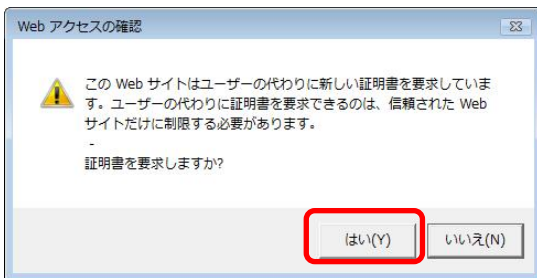 Web アクセスの確認
この Web サイトはユーザーの代わりに新しい証明書を要求していま
す。ユーザーの代わりに証明書を要求できるのは、信頼された Web
サイトだけに制限する必要があります。
-
証明書を要求しますか?
はい(Y)
いいえ(N)